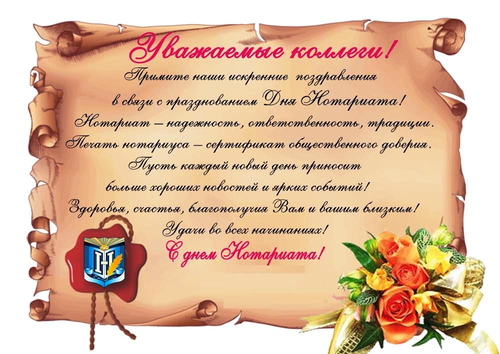 Уважаемые коллеги!
Примите наши искренние поздравления
в связи с празднованием Дня Нотариата!
Нотариат – надежность, ответственность, традиции.
Печать нотариуса – сертификат общественного доверия.
Пусть каждый новый день приносит
больше хороших новостей и ярких событий!
Здоровья, счастья, благополучия Вам и вашим близким!
Удачи во всех начинаниях!
С днем Нотариата!